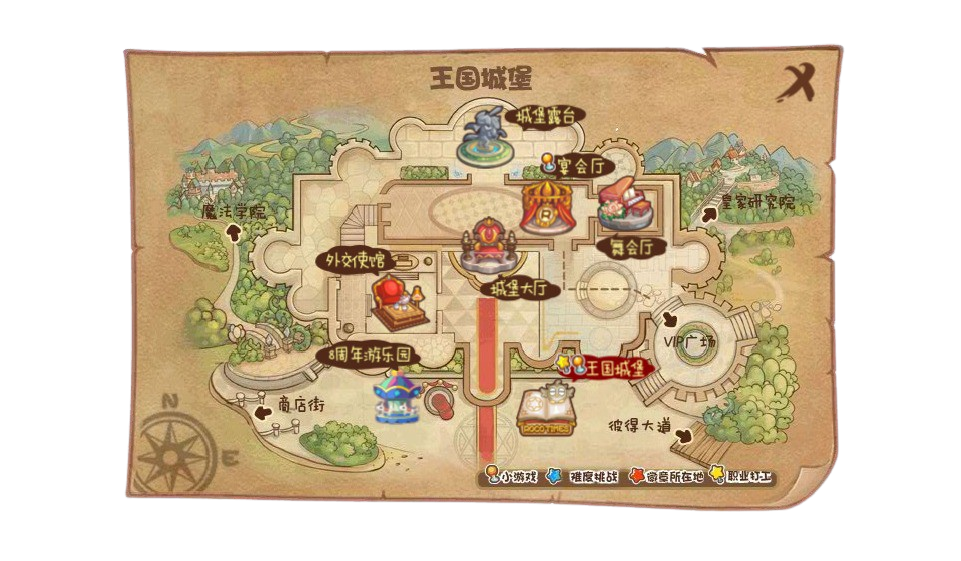 王国城堡
城堡露台
宴会厅
皇家研究院
魔法学院
舞会厅
外交使馆
城堡大厅
VIP广场
8周年游乐园
王国城堡
商店街
彼得大道
ROCO TIMES
小游戏 难度挑战 徽章所在地 职业打工
N
R